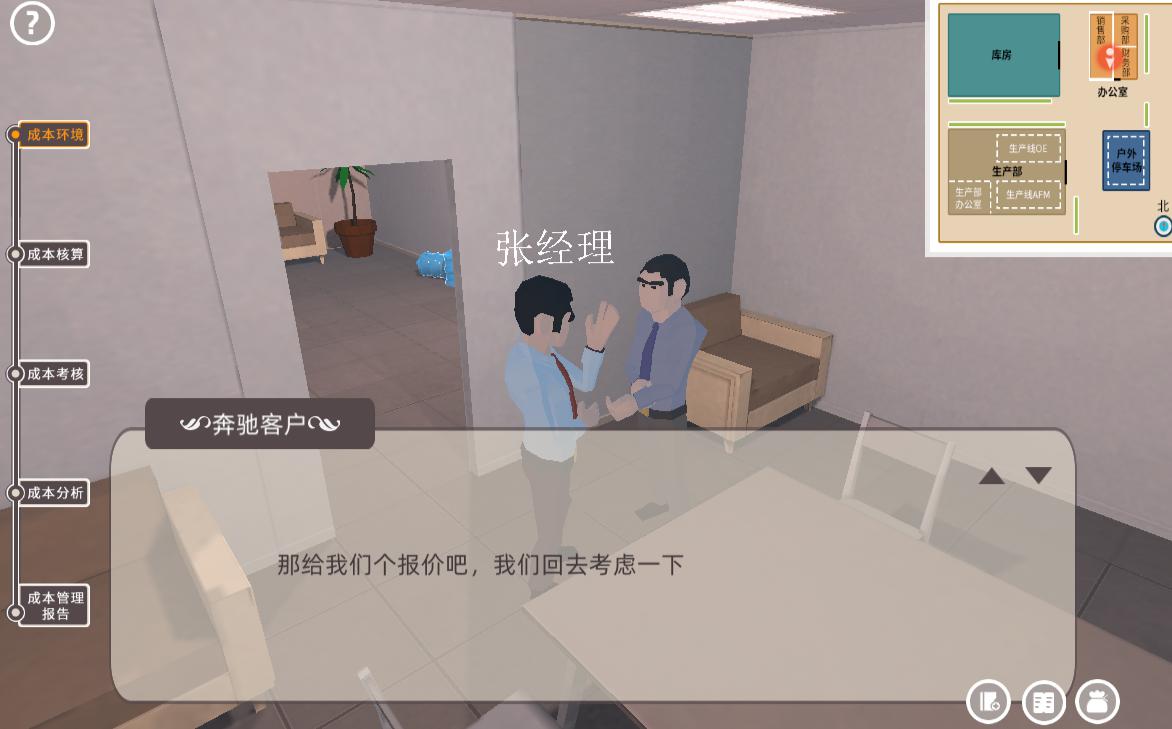 ?
成本环境
成本核算
成本考核
成本分析
成本管理
报告
张经理
奔驰客户
那给我们个报价吧，我们回去考虑一下
库房
销售部
采购部
财务部
办公室
生产线OE
生产部
生产部
办公室
生产线AFM
户外
停车场
北